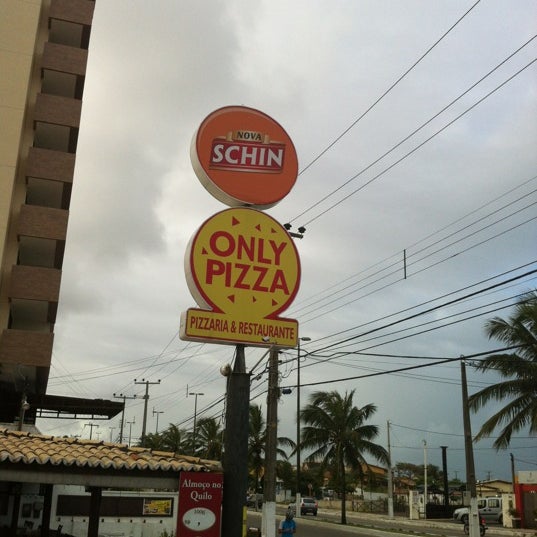 NOVA
SCHIN
ONLY
PIZZA
PIZZARIA & RESTAURANTE
Almoço no
Quilo